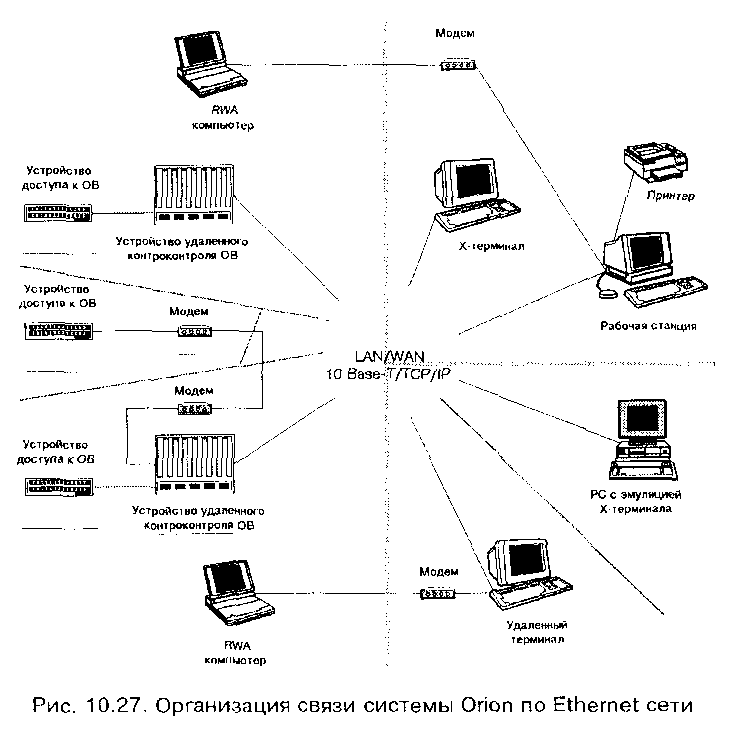 Модем
RWA
компьютер
Устройство
доступа к ОВ
Устройство удаленного
контроконтроля ОВ
Х-терминал
Принтер
Рабочая станция
Устройство
доступа к ОВ
Модем
LAN/WAN
10 Base-T/TCP/IP
Модем
Устройство
доступа к ОВ
Устройство удаленного
контроконтроля ОВ
PC с эмулицией
Х-терминала
Модем
RWA
компьютер
Удаленный
терминал
Рис. 10.27. Организация связи системы Orion по Ethernet сети